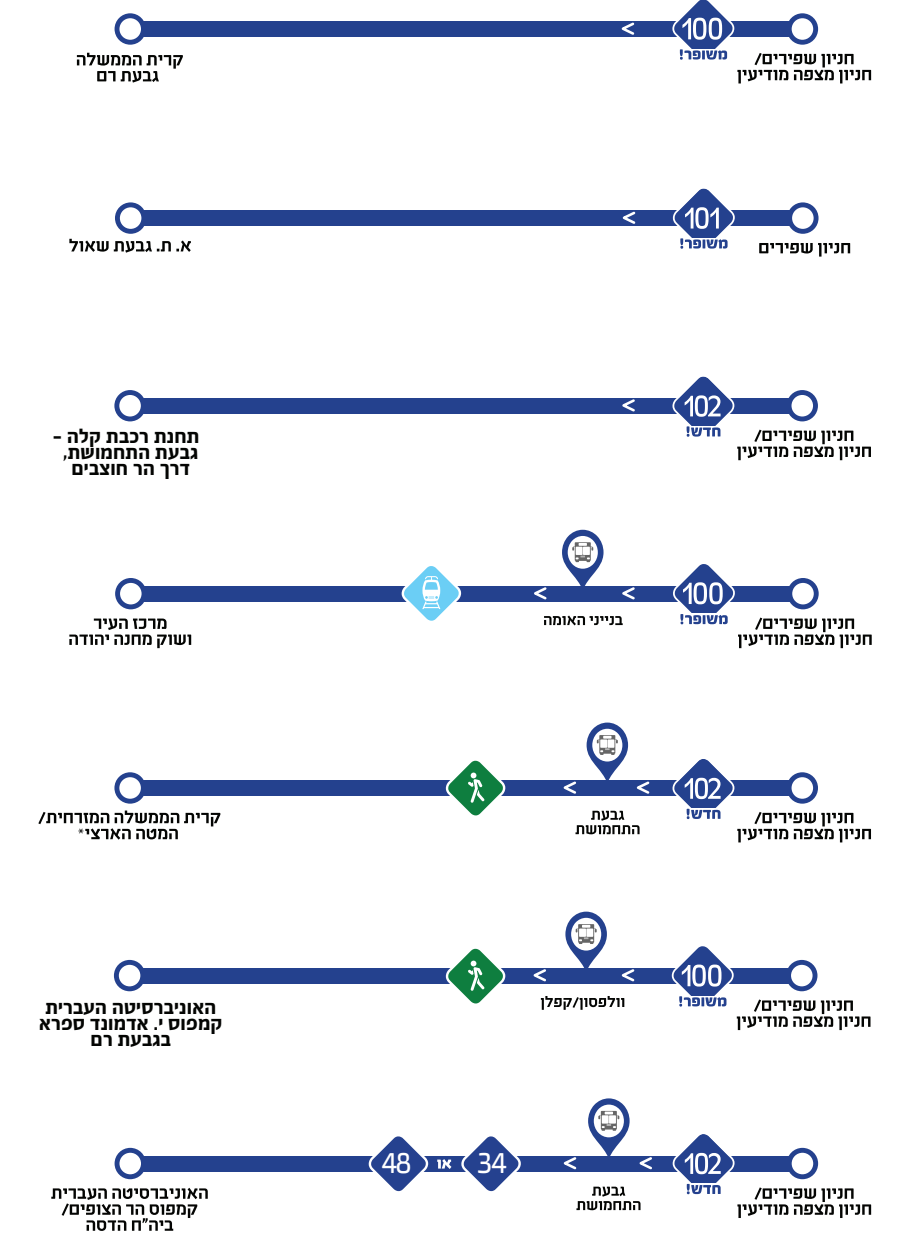 <
100
משופר!
חניון שפירים/
חניון מצפה מודיעין
קרית הממשלה
גבעת רם
<
101
משופר!
חניון שפירים
א. ת. גבעת שאול
<
102
חדש!
חניון שפירים/
חניון מצפה מודיעין
תחנת רכבת קלה -
גבעת התחמושת,
דרך הר חוצבים
<
<
100
משופר!
חניון שפירים/
חניון מצפה מודיעין
בנייני האומה
מרכז העיר
ושוק מחנה יהודה
<
<
102
חדש!
חניון שפירים/
חניון מצפה מודיעין
גבעת
התחמושת
קרית הממשלה המזרחית/
המטה הארצי*
<
<
100
משופר!
חניון שפירים/
חניון מצפה מודיעין
וולפסון/קפלן
האוניברסיטה העברית
קמפוס י. אדמונד ספרא
בגבעת רם
<
<
102
חדש!
חניון שפירים/
חניון מצפה מודיעין
גבעת
התחמושת
34 או 48
האוניברסיטה העברית
קמפוס הר הצופים/
ביה"ח הדסה